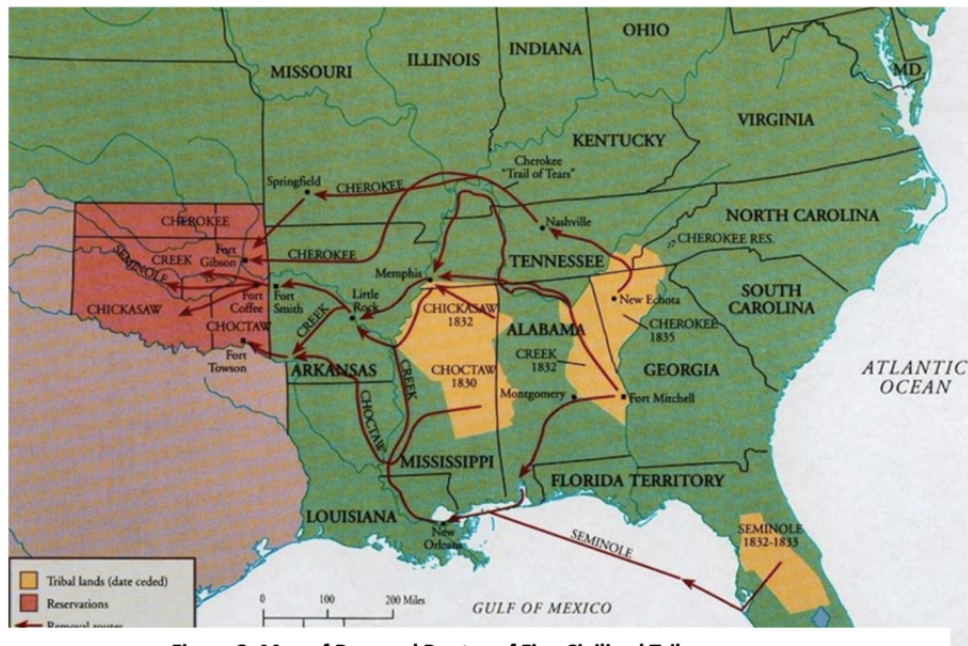 OHIO
INDIANA
ILLINOIS
MISSOURI
MD.
VIRGINIA
KENTUCKY
Cherokee
"Trail of Tears"
Springfield
CHEROKEE
NORTH CAROLINA
CHEROKEE
Nashville
CHEROKEE RES.
Fort
Gibson
CHEROKEE
TENNESSEE
CREEK
SEMINOLE
Memphis
SOUTH
CAROLINA
Fort
Coffee
Fort
Smith
Little
Rock
New Echota
CHICKASAW
CHICKASAW
1832
CHEROKEE
1835
CHOCTAW
CREEK
ALABAMA
Fort
Towson
ARKANSAS
CREEK
1832
GEORGIA
CHOCTAW
1830
CREEK
ATLANTIC
OCEAN
CHOCTAW
Montgomery
Fort Mitchell
MISSISSIPPI
FLORIDA TERRITORY
LOUISIANA
New
Orleans
SEMINOLE
SEMINOLE
1832-1833
Tribal lands (date ceded)
Reservations
Removal routes
0 100 200 Miles
GULF OF MEXICO